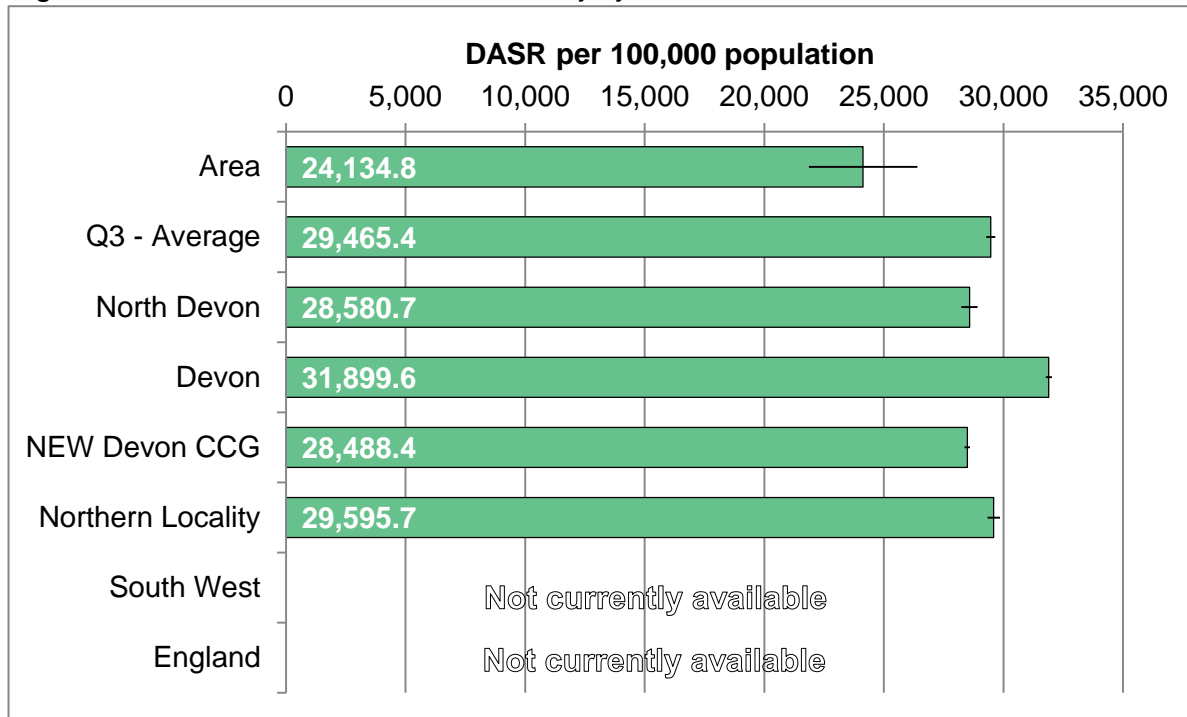 DASR per 100,000 population
0 5,000 10,000 15,000 20,000 25,000 30,000 35,000
Area 24,134.8
Q3 - Average 29,465.4
North Devon 28,580.7
Devon 31,899.6
NEW Devon CCG 28,488.4
Northern Locality 29,595.7
South West Not currently available
England Not currently available